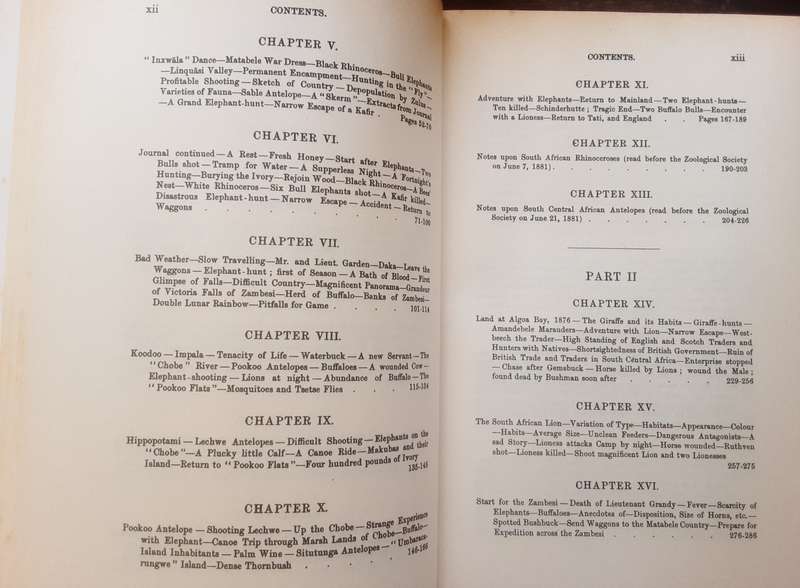 xii
CONTENTS.
CHAPTER V.
"Inxwāla" Dance—Matabele War Dress—Black Rhinoceros—Bull Elephants
—Linquāsi Valley—Permanent Encampment—Hunting in the "Fly"—
Profitable Shooting—Sketch of Country—Depopulation by Zulus—
Varieties of Fauna—Sable Antelope—A "Skerm"—Extracts from Journal
—A Grand Elephant-hunt—Narrow Escape of a Kafir . Pages 52-70
CHAPTER VI.
Journal continued—A Rest—Fresh Honey—Start after Elephants—Two
Bulls shot—Tramp for Water—A Supperless Night—A Fortnight's
Hunting—Burying the Ivory—Rejoin Wood—Black Rhinoceros—A Bees'
Nest—White Rhinoceros—Six Bull Elephants shot—A Kafir killed—
Disastrous Elephant-hunt—Narrow Escape—Accident—Return to
Waggons . . . . . . . . 71-100
CHAPTER VII.
Bad Weather—Slow Travelling—Mr. and Lieut. Garden—Daka—Leave the
Waggons—Elephant-hunt; first of Season—A Bath of Blood—First
Glimpse of Falls—Difficult Country—Magnificent Panorama—Grandeur
of Victoria Falls of Zambesi—Herd of Buffalo—Banks of Zambesi—
Double Lunar Rainbow—Pitfalls for Game . . . . 101-114
CHAPTER VIII.
Koodoo—Impala—Tenacity of Life—Waterbuck—A new Servant—The
"Chobe" River—Pookoo Antelopes—Buffaloes—A wounded Cow—
Elephant-shooting—Lions at night—Abundance of Buffalo—The
"Pookoo Flats"—Mosquitoes and Tsetse Flies . . . 115-134
CHAPTER IX.
Hippopotami—Lechwe Antelopes—Difficult Shooting—Elephants on the
"Chobe"—A Plucky little Calf—A Canoe Ride—Makubas and their
Island—Return to "Pookoo Flats"—Four hundred pounds of Ivory
135-145
CHAPTER X.
Pookoo Antelope—Shooting Lechwe—Up the Chobe—Strange Experience
with Elephant—Canoe Trip through Marsh Lands of Chobe—Buffalo—
Island Inhabitants—Palm Wine—Situtunga Antelopes—"Umbaracarungwe" Island—Dense Thornbush . . . . 146-166
CONTENTS.
xiii
CHAPTER XI.
Adventure with Elephants—Return to Mainland—Two Elephant-hunts—
Ten killed—Schinderhutte; Tragic End—Two Buffalo Bulls—Encounter
with a Lioness—Return to Tati, and England . . Pages 167-189
CHAPTER XII.
Notes upon South African Rhinoceroses (read before the Zoological Society
on June 7, 1881) . . . . . . . . 190-203
CHAPTER XIII.
Notes upon South Central African Antelopes (read before the Zoological
Society on June 21, 1881) . . . . . . . 204-226
PART II
CHAPTER XIV.
Land at Algoa Bay, 1876—The Giraffe and its Habits—Giraffe-hunts—
Amandebele Marauders—Adventure with Lion—Narrow Escape—West-
beech the Trader—High Standing of English and Scotch Traders and
Hunters with Natives—Shortsightedness of British Government—Ruin of
British Trade and Traders in South Central Africa—Enterprise stopped
—Chase after Gemsbuck—Horse killed by Lions; wound the Male;
found dead by Bushman soon after . . . . . 229-256
CHAPTER XV.
The South African Lion—Variation of Type—Habitats—Appearance—Colour
—Habits—Average Size—Unclean Feeders—Dangerous Antagonists—A
sad Story—Lioness attacks Camp by night—Horse wounded—Ruthven
shot—Lioness killed—Shoot magnificent Lion and two Lionesses
257-275
CHAPTER XVI.
Start for the Zambesi—Death of Lieutenant Grandy—Fever—Scarcity of
Elephants—Buffaloes—Anecdotes of—Disposition, Size of Horns, etc.—
Spotted Bushbuck—Send Waggons to the Matabele Country—Prepare for
Expedition across the Zambesi . . . . . . 276-286